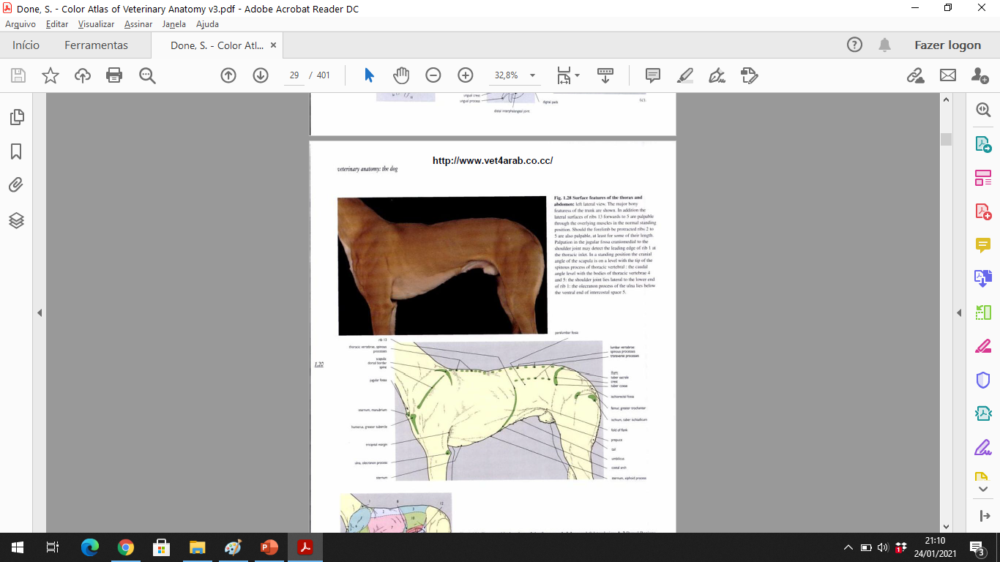 Done, S. - Color Atlas of Veterinary Anatomy v3.pdf - Adobe Acrobat Reader DC
Arquivo Editar Visualizar Assinar Janela Ajuda
Início Ferramentas Done, S. - Color Atl... × Fazer logon
29 / 401 32,8%
ungual crest
ungual process
digital pads
distal interphalangeal joint
(c).
http://www.vet4arab.co.cc/
veterinary anatomy: the dog
Fig. 1.28 Surface features of the thorax and
abdomen: left lateral view. The major bony
featuress of the trunk are shown. In addition the
lateral surfaces of ribs 13 forwards to 5 are palpable
through the overlying muscles in the normal standing
position. Should the forelimb be protracted ribs 2 to
5 are also palpable, at least for some of their length.
Palpation in the jugular fossa craniomedial to the
shoulder joint may detect the leading edge of rib 1 at
the thoracic inlet. In a standing position the cranial
angle of the scapula is on a level with the tip of the
spinous process of thoracic vertebral : the caudal
angle level with the bodies of thoracic vertebrae 4
and 5: the shoulder joint lies lateral to the lower end
of rib 1: the olecranon process of the ulna lies below
the ventral end of intercostal space 5.
1.20
rib 13
thoracic vertebrae, spinous
processes
scapula
dorsal border
spine
jugular fossa
sternum, manubrium
humerus, greater tubercle
tricipital margin
ulna, olecranon process
sternum
paralumbar fossa
lumbar vertebrae:
spinous processes
transverse processes
ilium:
tuber sacrale
crest
tuber coxae
ischiorectal fossa
femur, greater trochanter
ischium, tuber ischiadicum
fold of flank
prepuce
tail
umbilicus
costal arch
sternum, xiphoid process
1 2 8 3 12 10 7 6
21:10
24/01/2021
1
3